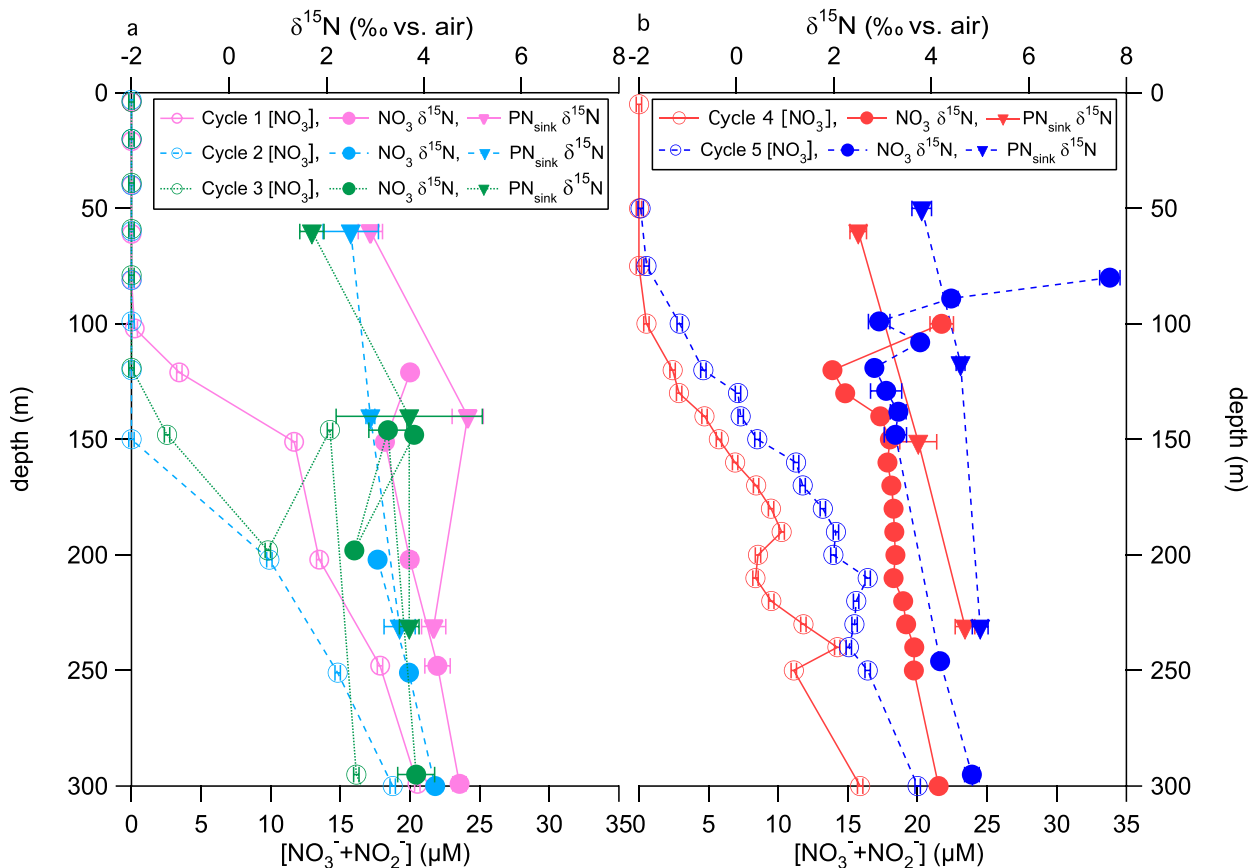 a
δ¹⁵N (‰ vs. air)
-2 0 2 4 6 8
b
δ¹⁵N (‰ vs. air)
-2 0 2 4 6 8
0
50
100
150
200
250
300
depth (m)
Cycle 1 [NO₃], NO₃ δ¹⁵N, PNsink δ¹⁵N
Cycle 2 [NO₃], NO₃ δ¹⁵N, PNsink δ¹⁵N
Cycle 3 [NO₃], NO₃ δ¹⁵N, PNsink δ¹⁵N
Cycle 4 [NO₃], NO₃ δ¹⁵N, PNsink δ¹⁵N
Cycle 5 [NO₃], NO₃ δ¹⁵N, PNsink δ¹⁵N
0
50
100
150
200
250
300
depth (m)
0 5 10 15 20 25 30 35
[NO₃⁻+NO₂⁻] (μM)
5 10 15 20 25 30 35
[NO₃⁻+NO₂⁻] (μM)